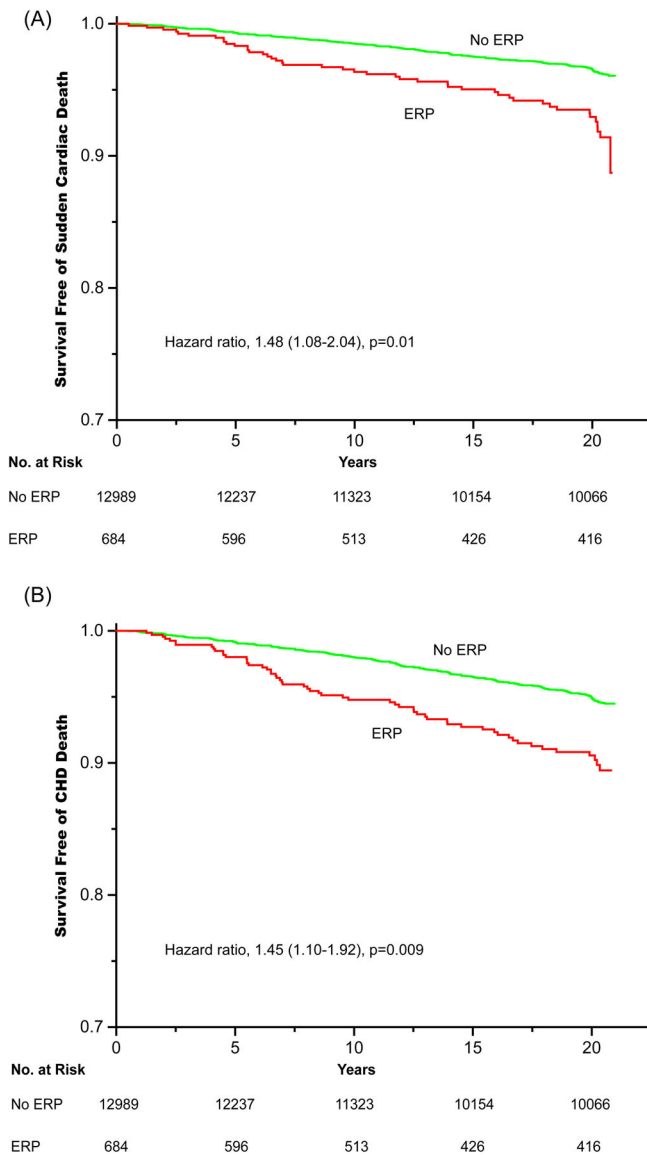 (A)
Survival Free of Sudden Cardiac Death
1.0
0.9
0.8
0.7
No ERP
ERP
Hazard ratio, 1.48 (1.08-2.04), p=0.01
0 5 10 15 20
No. at Risk Years
No ERP 12989 12237 11323 10154 10066
ERP 684 596 513 426 416
(B)
Survival Free of CHD Death
1.0
0.9
0.8
0.7
No ERP
ERP
Hazard ratio, 1.45 (1.10-1.92), p=0.009
0 5 10 15 20
No. at Risk Years
No ERP 12989 12237 11323 10154 10066
ERP 684 596 513 426 416